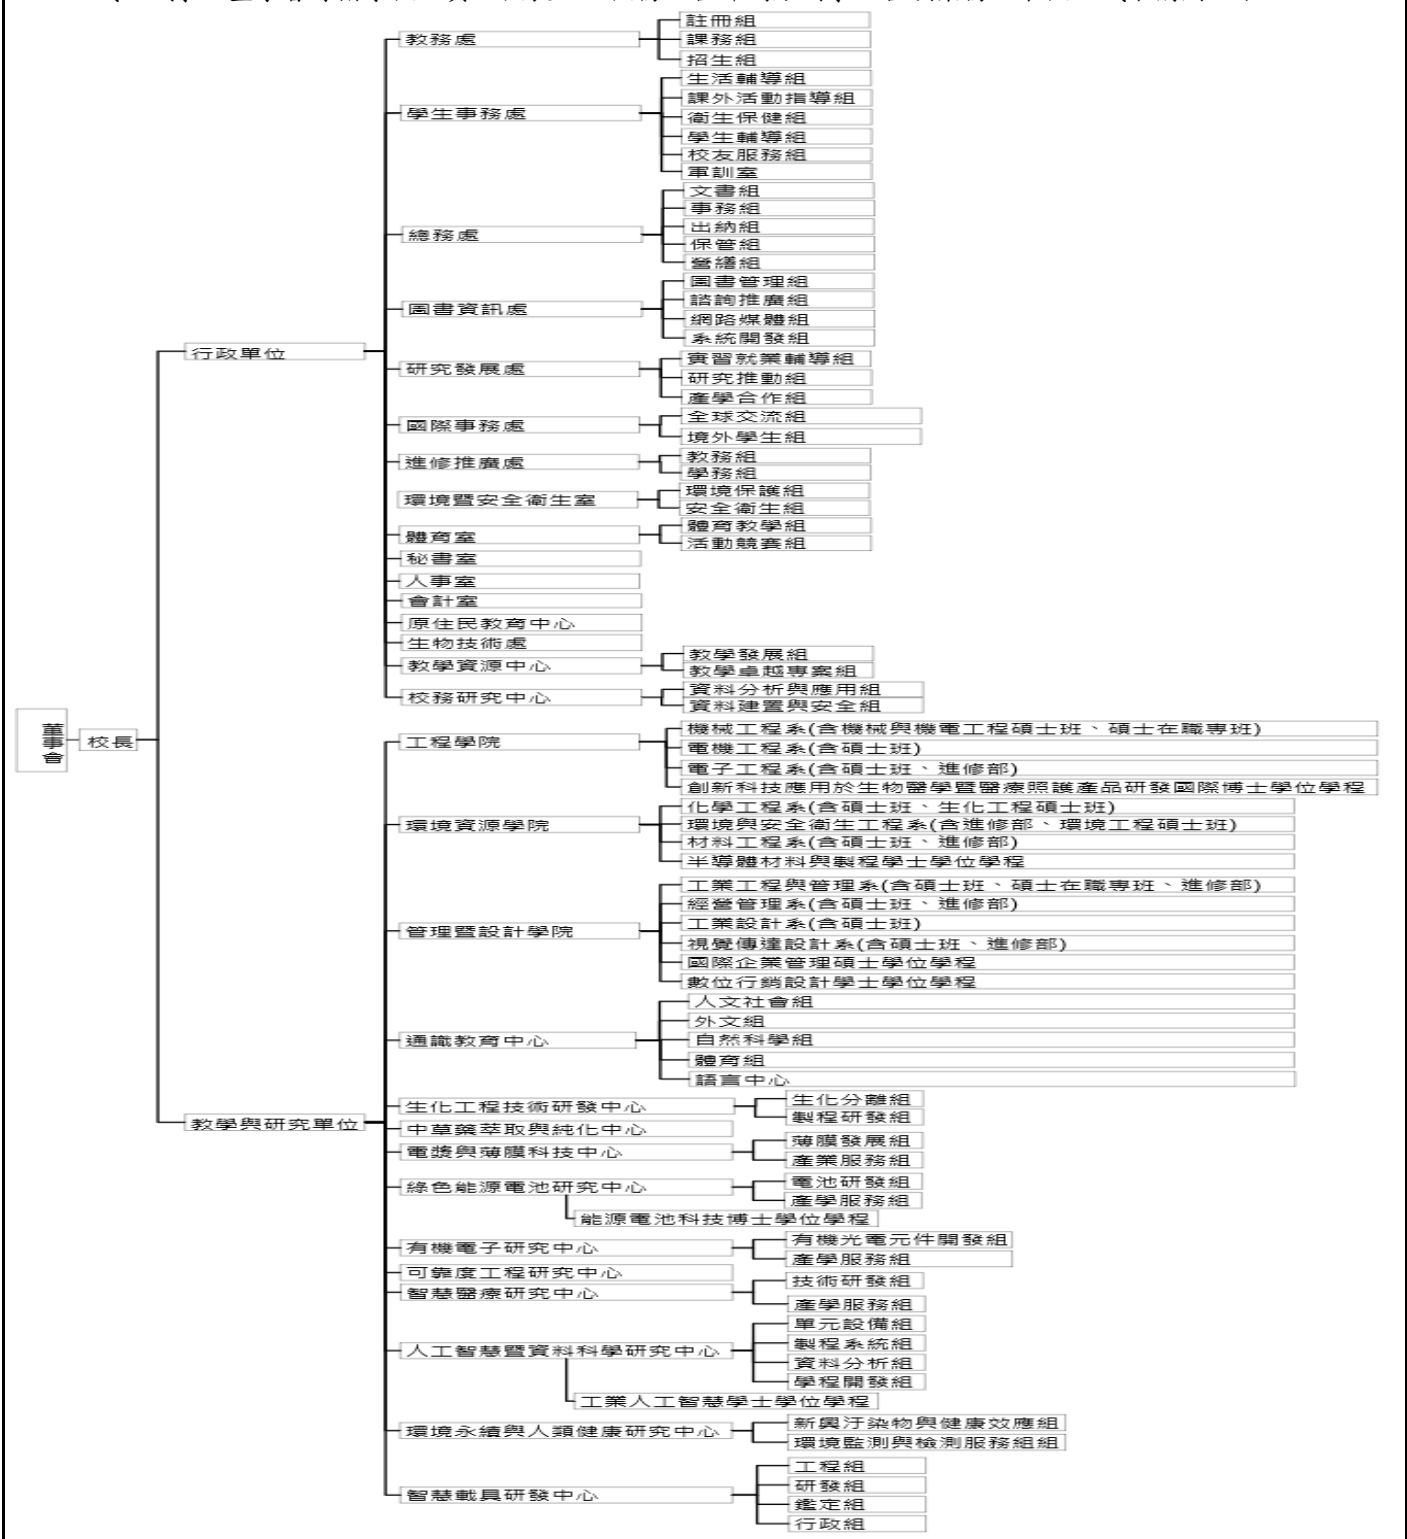 教務處
註冊組
課務組
招生組
學生事務處
生活輔導組
課外活動指導組
衛生保健組
學生輔導組
校友服務組
軍訓室
總務處
文書組
事務組
出納組
保管組
營繕組
圖書資訊處
圖書管理組
諮詢推廣組
網路媒體組
系統開發組
行政單位
研究發展處
實習就業輔導組
研究推動組
產學合作組
國際事務處
全球交流組
境外學生組
進修推廣處
教務組
學務組
環境暨安全衛生室
環境保護組
安全衛生組
體育室
體育教學組
活動競賽組
秘書室
人事室
會計室
原住民教育中心
生物技術處
教學資源中心
教學發展組
教學卓越專案組
校務研究中心
資料分析與應用組
資料建置與安全組
董事會
校長
工程學院
機械工程系(含機械與機電工程碩士班、碩士在職專班)
電機工程系(含碩士班)
電子工程系(含碩士班、進修部)
創新科技應用於生物醫學暨醫療照護產品研發國際博士學位學程
環境資源學院
化學工程系(含碩士班、生化工程碩士班)
環境與安全衛生工程系(含進修部、環境工程碩士班)
材料工程系(含碩士班、進修部)
半導體材料與製程學士學位學程
管理暨設計學院
工業工程與管理系(含碩士班、碩士在職專班、進修部)
經營管理系(含碩士班、進修部)
工業設計系(含碩士班)
視覺傳達設計系(含碩士班、進修部)
國際企業管理碩士學位學程
數位行銷設計學士學位學程
通識教育中心
人文社會組
外文組
自然科學組
體育組
語言中心
教學與研究單位
生化工程技術研發中心
生化分離組
製程研發組
中草藥萃取與純化中心
電漿與薄膜科技中心
薄膜發展組
產業服務組
綠色能源電池研究中心
電池研發組
產學服務組
能源電池科技博士學位學程
有機電子研究中心
有機光電元件開發組
產學服務組
可靠度工程研究中心
智慧醫療研究中心
技術研發組
產學服務組
人工智慧暨資料科學研究中心
單元設備組
製程系統組
資料分析組
學程開發組
工業人工智慧學士學位學程
環境永續與人類健康研究中心
新興汙染物與健康效應組
環境監測與檢測服務組組
智慧載具研發中心
工程組
研發組
鑑定組
行政組